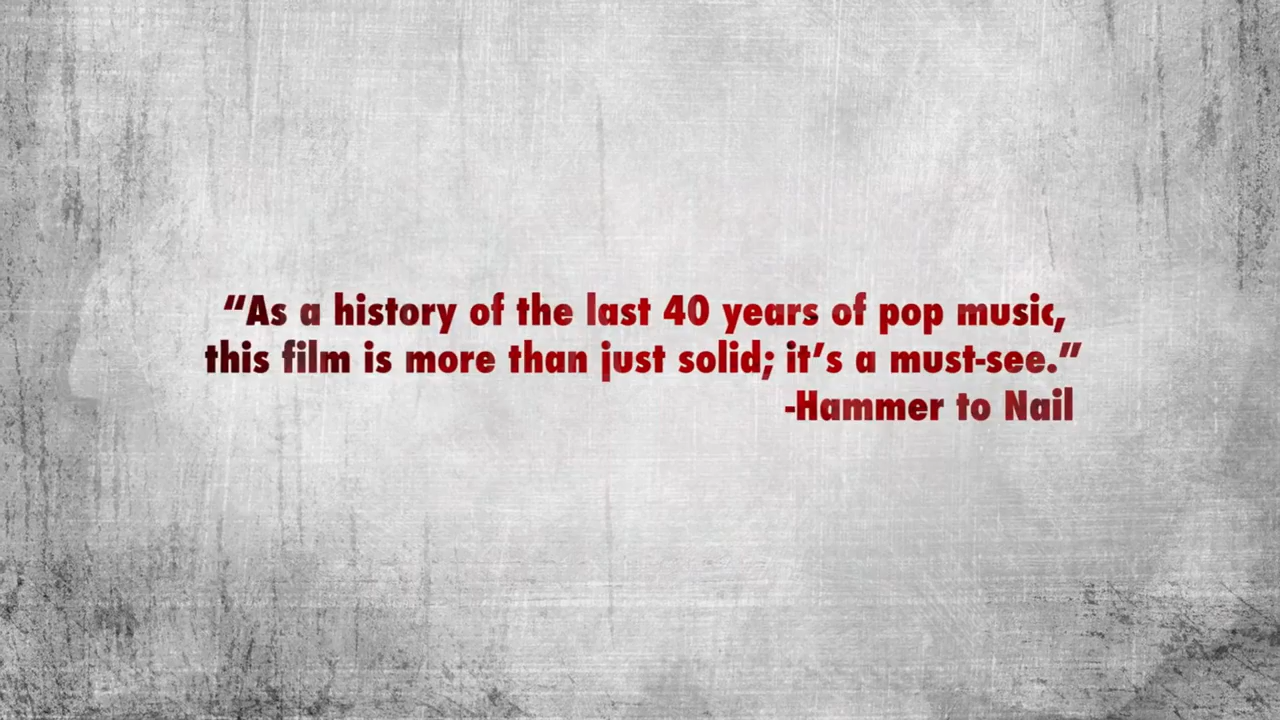 “As a history of the last 40 years of pop music,
this film is more than just solid; it’s a must-see.”
-Hammer to Nail